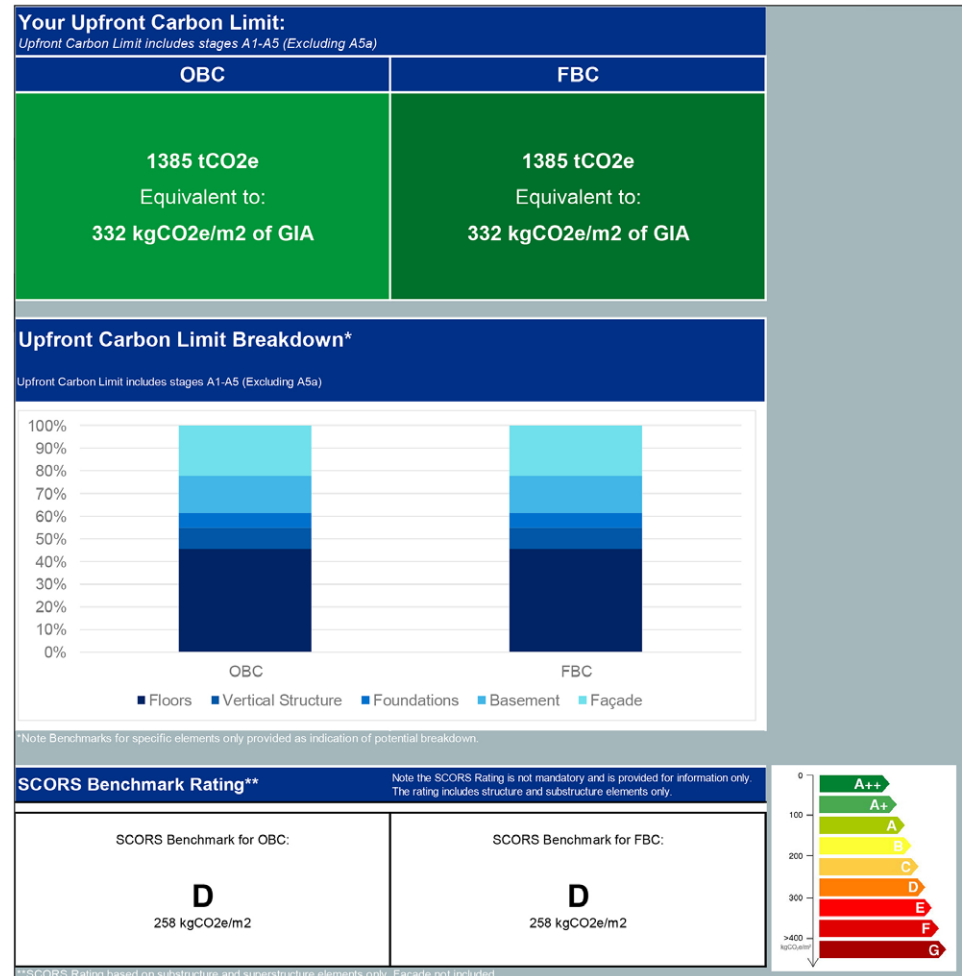 Your Upfront Carbon Limit:
Upfront Carbon Limit includes stages A1-A5 (Excluding A5a)
OBC
FBC
1385 tCO2e
Equivalent to:
332 kgCO2e/m2 of GIA
1385 tCO2e
Equivalent to:
332 kgCO2e/m2 of GIA
Upfront Carbon Limit Breakdown*
Upfront Carbon Limit includes stages A1-A5 (Excluding A5a)
100%
90%
80%
70%
60%
50%
40%
30%
20%
10%
0%
OBC
FBC
Floors
Vertical Structure
Foundations
Basement
Façade
*Note Benchmarks for specific elements only provided as indication of potential breakdown.
SCORS Benchmark Rating**
Note the SCORS Rating is not mandatory and is provided for information only.
The rating includes structure and substructure elements only.
SCORS Benchmark for OBC:
D
258 kgCO2e/m2
SCORS Benchmark for FBC:
D
258 kgCO2e/m2
0
100
200
300
>400
kgCO₂e/m²
A++
A+
A
B
C
D
E
F
G
**SCORS Rating based on substructure and superstructure elements only. Façade not included.